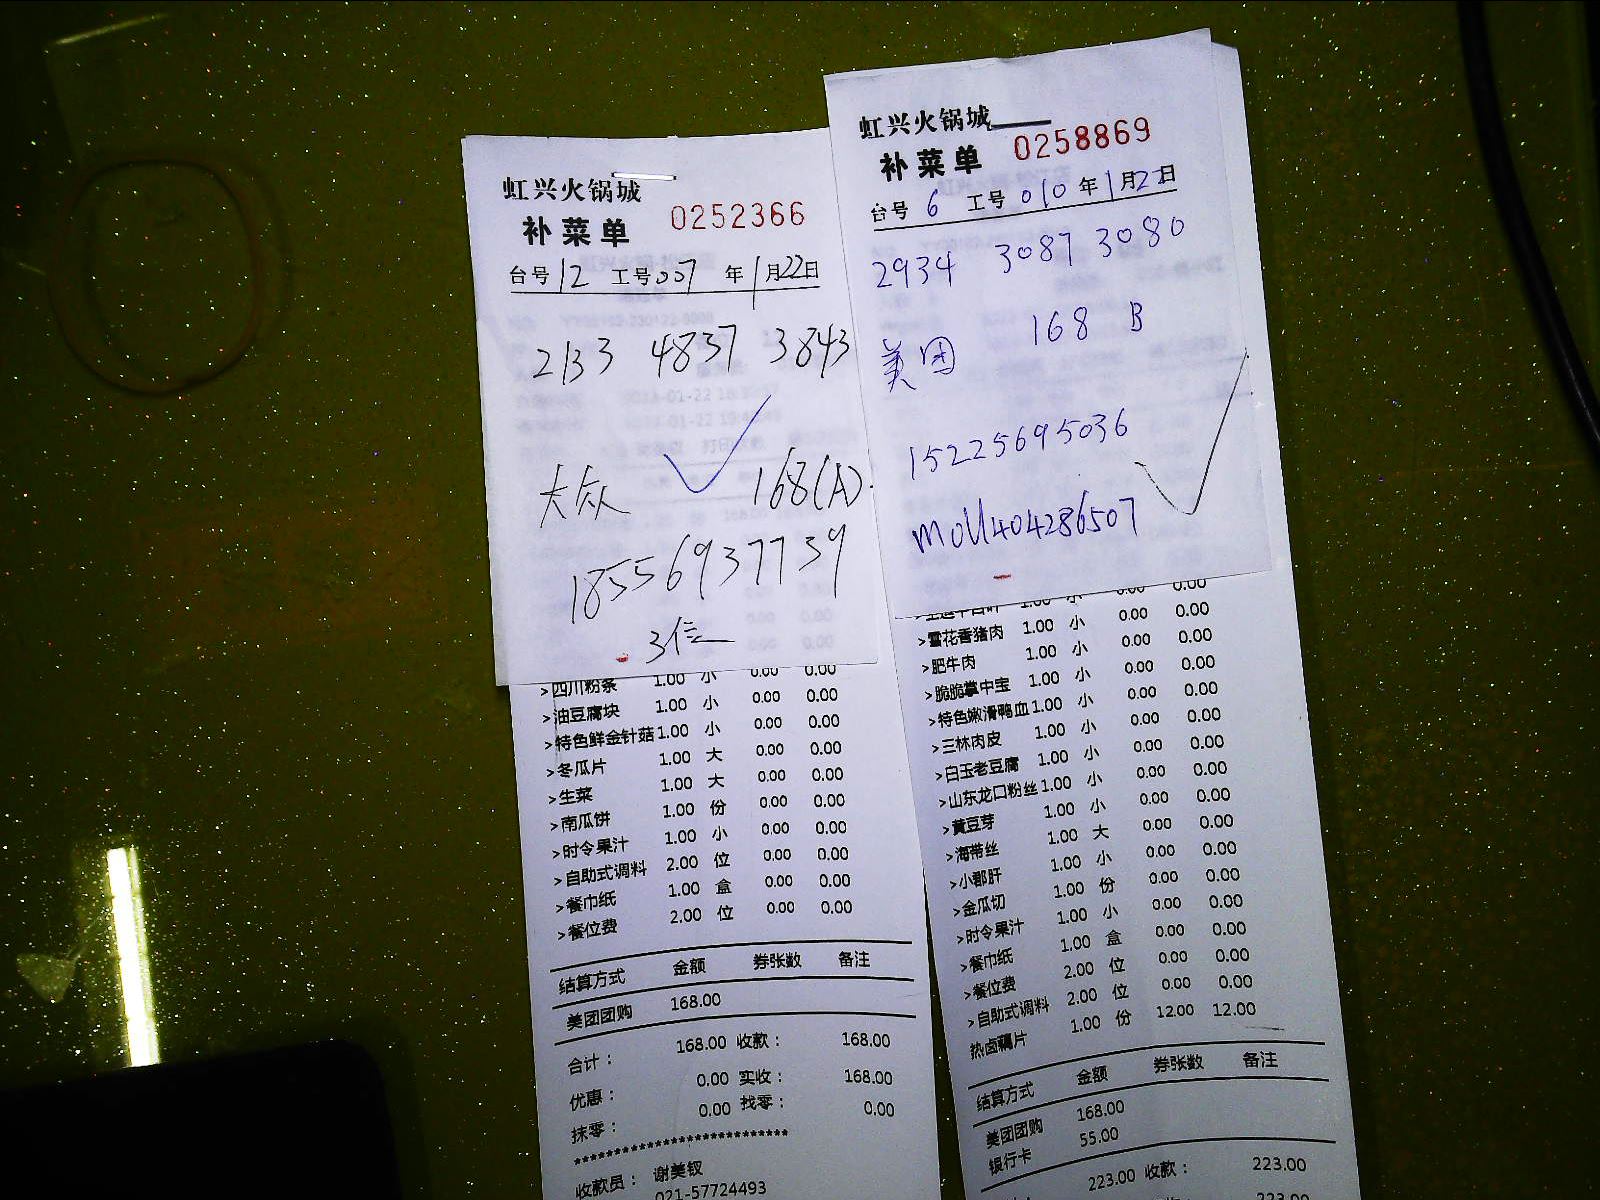 虹兴火锅城
补菜单 0252366
台号12 工号007 年1月22日
2133 4837 3843
大众 168(A).
18556937739
3位
>四川粉条 1.00 小 0.00 0.00
>油豆腐块 1.00 小 0.00 0.00
>特色鲜金针菇 1.00 小 0.00 0.00
>冬瓜片 1.00 大 0.00 0.00
>生菜 1.00 大 0.00 0.00
>南瓜饼 1.00 份 0.00 0.00
>时令果汁 1.00 小 0.00 0.00
>自助式调料 2.00 位 0.00 0.00
>餐巾纸 1.00 盒 0.00 0.00
>餐位费 2.00 位 0.00 0.00
结算方式 金额 券张数 备注
美团团购 168.00
合计: 168.00 收款: 168.00
优惠: 0.00 实收: 168.00
抹零: 0.00 找零: 0.00
******************************
收款员: 谢美钗
021-57724493
虹兴火锅城
补菜单 0258869
台号 6 工号 010 年1月22日
2934 3087 3080
美团 168 B
15225695036
mou404286507
1.00 小 0.00 0.00
>雪花香猪肉 1.00 小 0.00 0.00
>肥牛肉 1.00 小 0.00 0.00
>脆脆掌中宝 1.00 小 0.00 0.00
>特色嫩滑鸭血 1.00 小 0.00 0.00
>三林肉皮 1.00 小 0.00 0.00
>白玉老豆腐 1.00 小 0.00 0.00
>山东龙口粉丝 1.00 小 0.00 0.00
>黄豆芽 1.00 小 0.00 0.00
>海带丝 1.00 大 0.00 0.00
>小郡肝 1.00 小 0.00 0.00
>金瓜切 1.00 份 0.00 0.00
>时令果汁 1.00 小 0.00 0.00
>餐巾纸 1.00 盒 0.00 0.00
>餐位费 2.00 位 0.00 0.00
>自助式调料 2.00 位 0.00 0.00
热卤藕片 1.00 份 12.00 12.00
结算方式 金额 券张数 备注
美团团购 168.00
银行卡 55.00
223.00 收款: 223.00
223.00